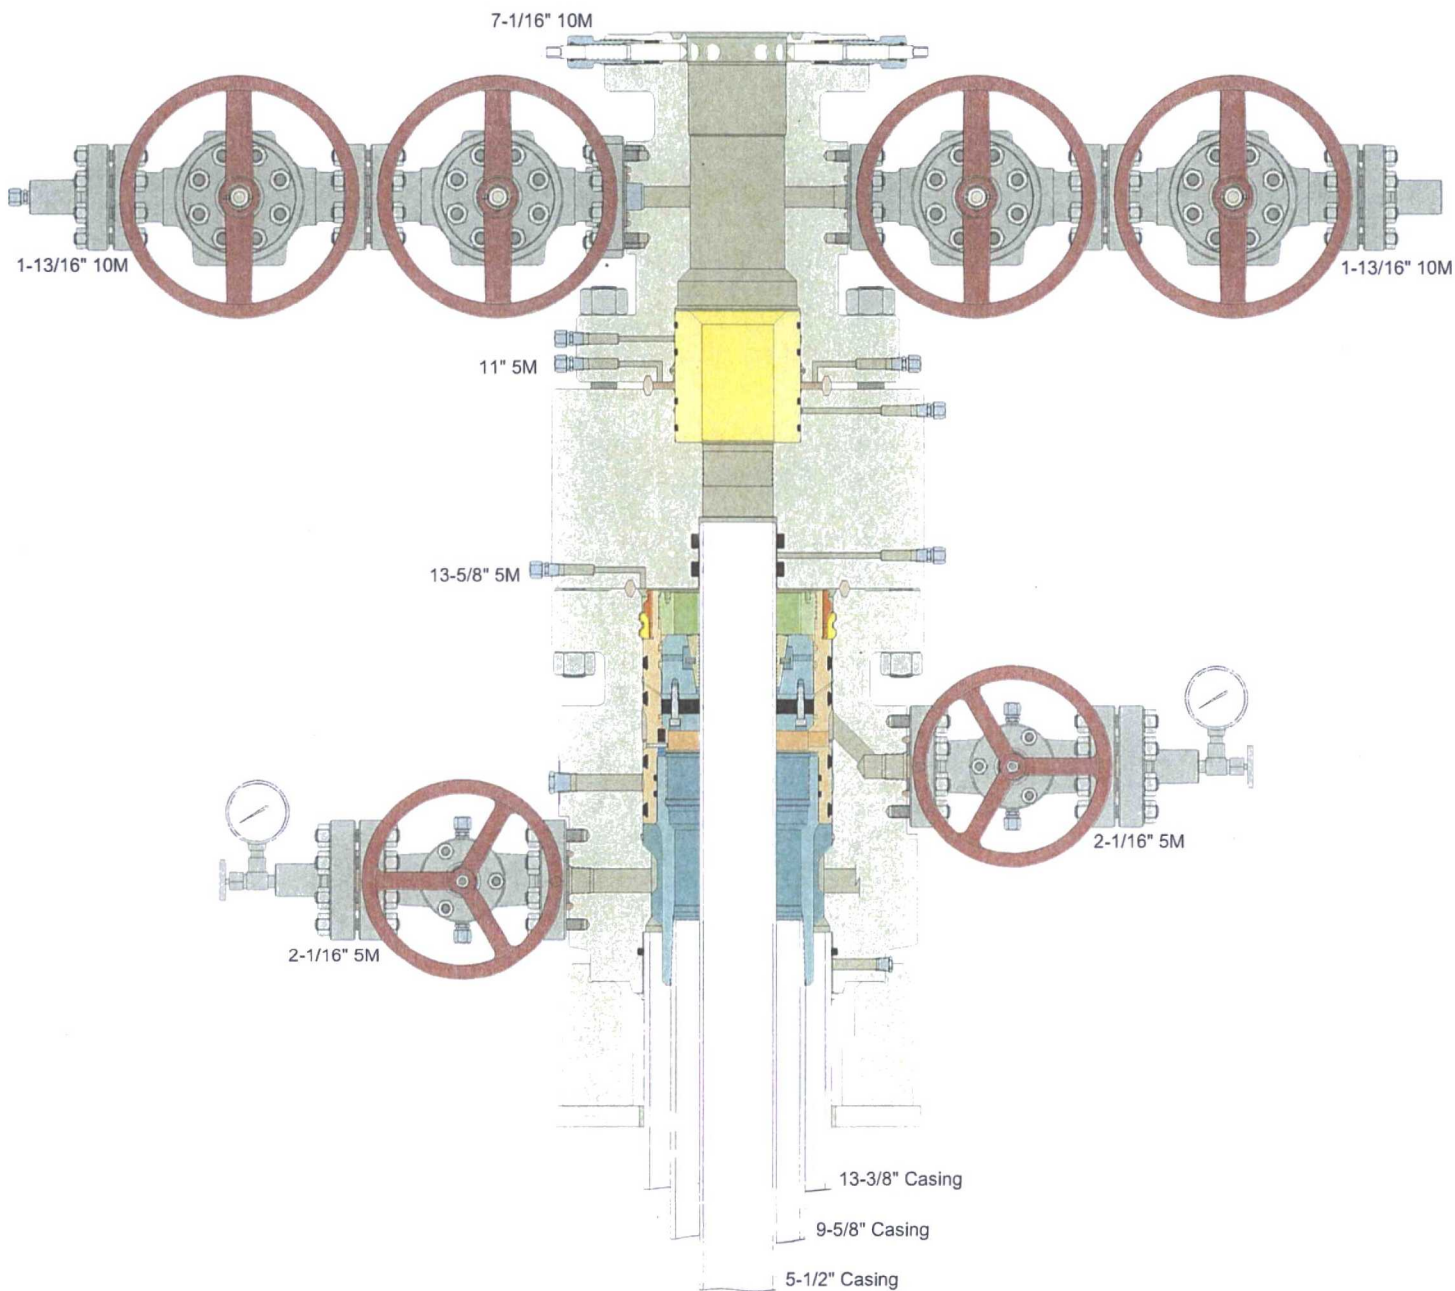 7-1/16" 10M
1-13/16" 10M
1-13/16" 10M
11" 5M
13-5/8" 5M
2-1/16" 5M
2-1/16" 5M
13-3/8" Casing
9-5/8" Casing
5-1/2" Casing